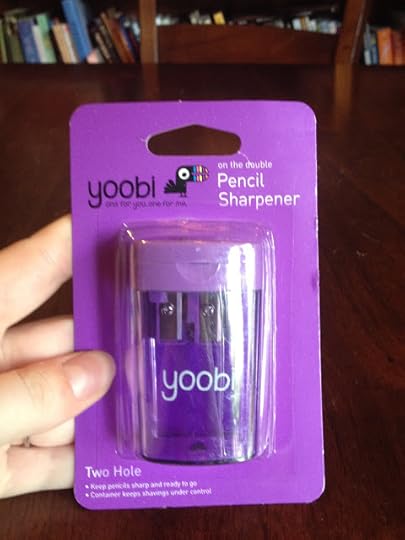 on the double
yoobi
Pencil
Sharpener
one for you. one for me.
yoobi
Two Hole
• Keep pencils sharp and ready to go
• Container keeps shavings under control